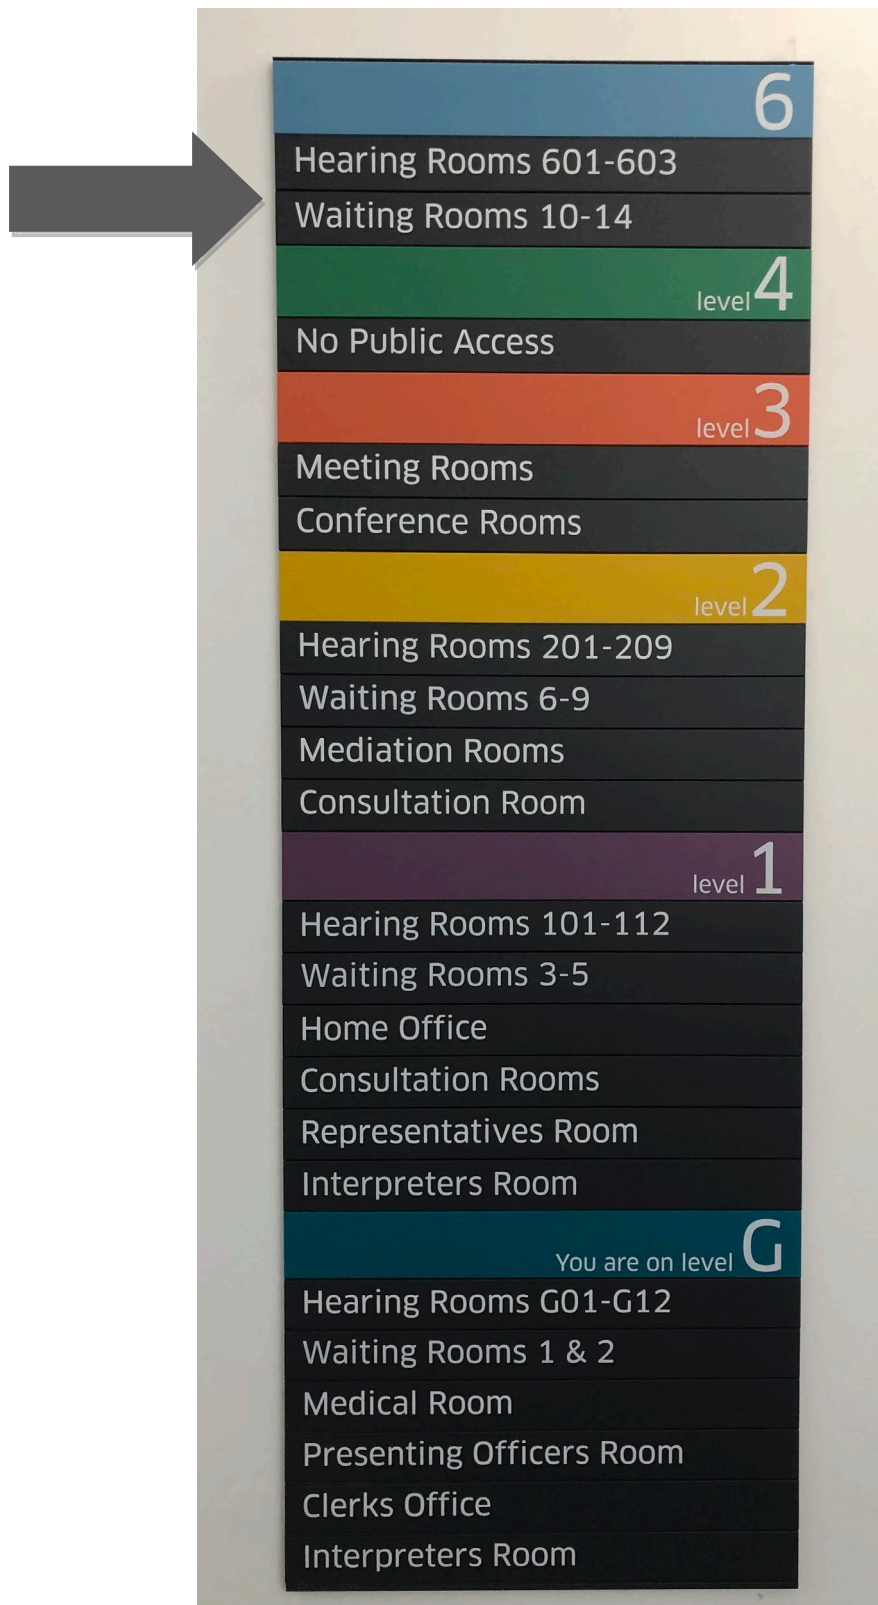 6
Hearing Rooms 601-603
Waiting Rooms 10-14
level 4
No Public Access
level 3
Meeting Rooms
Conference Rooms
level 2
Hearing Rooms 201-209
Waiting Rooms 6-9
Mediation Rooms
Consultation Room
level 1
Hearing Rooms 101-112
Waiting Rooms 3-5
Home Office
Consultation Rooms
Representatives Room
Interpreters Room
You are on level G
Hearing Rooms G01-G12
Waiting Rooms 1 & 2
Medical Room
Presenting Officers Room
Clerks Office
Interpreters Room